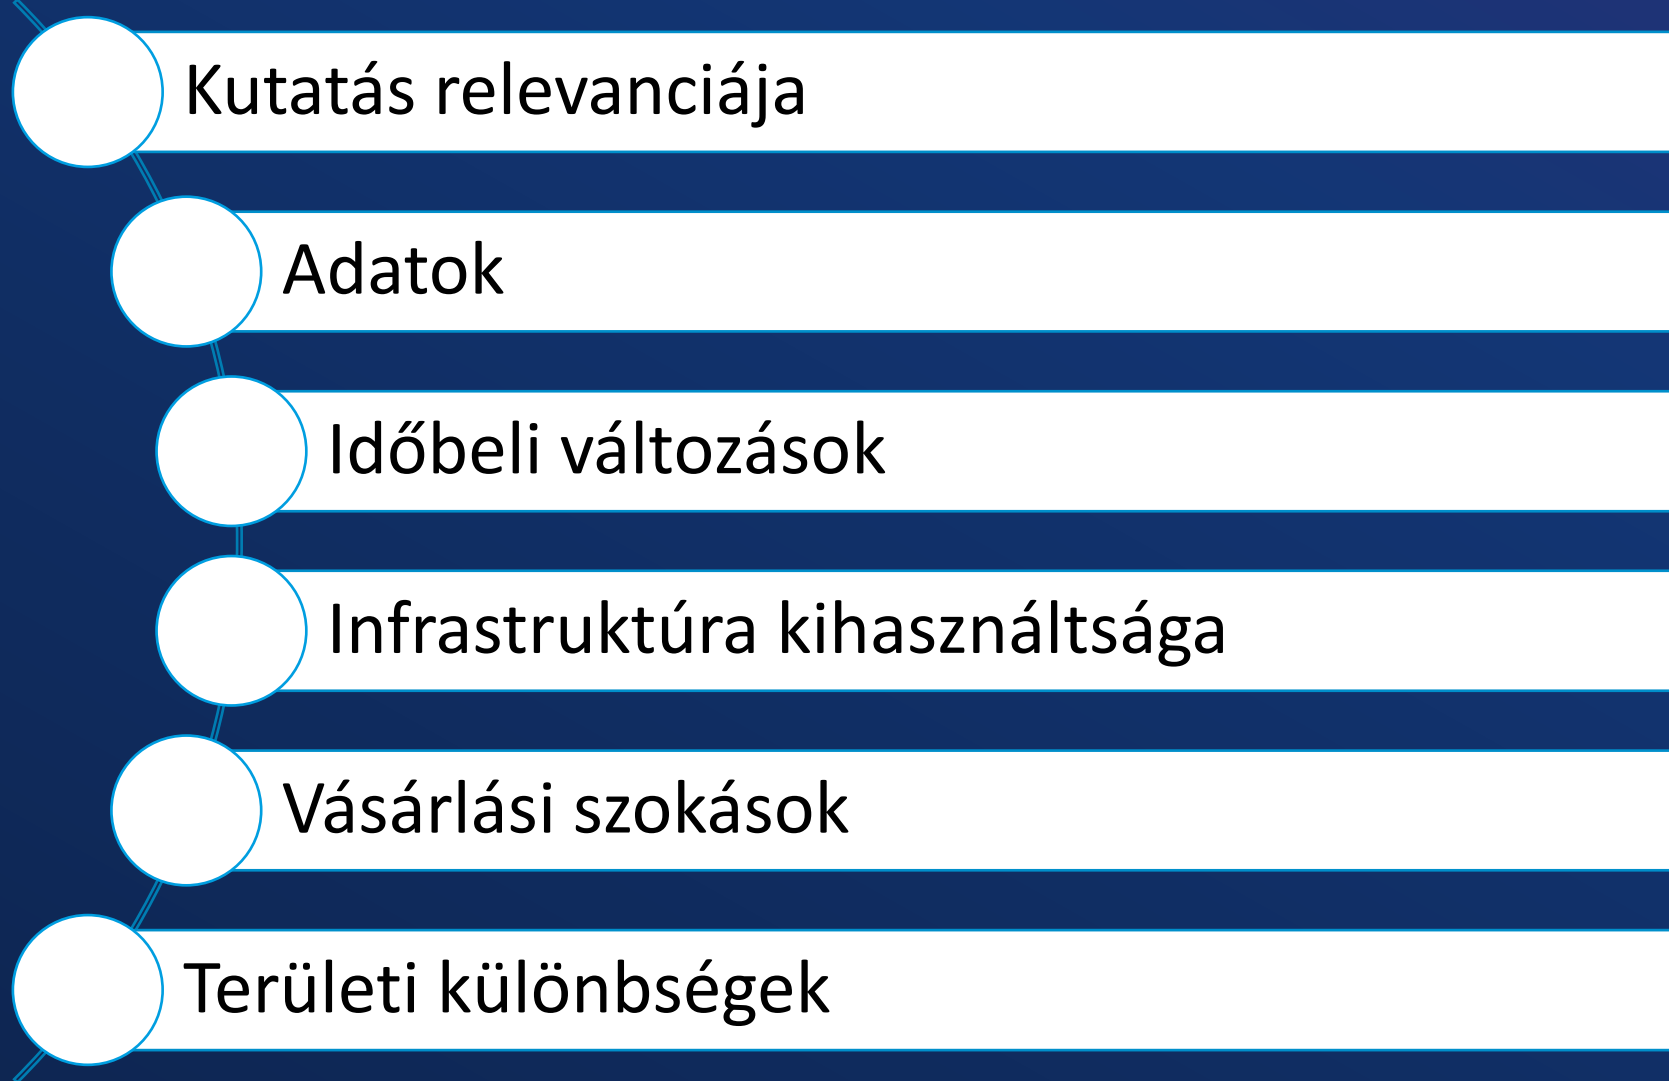 Kutatás relevanciája
Adatok
Időbeli változások
Infrastruktúra kihasználtsága
Vásárlási szokások
Területi különbségek